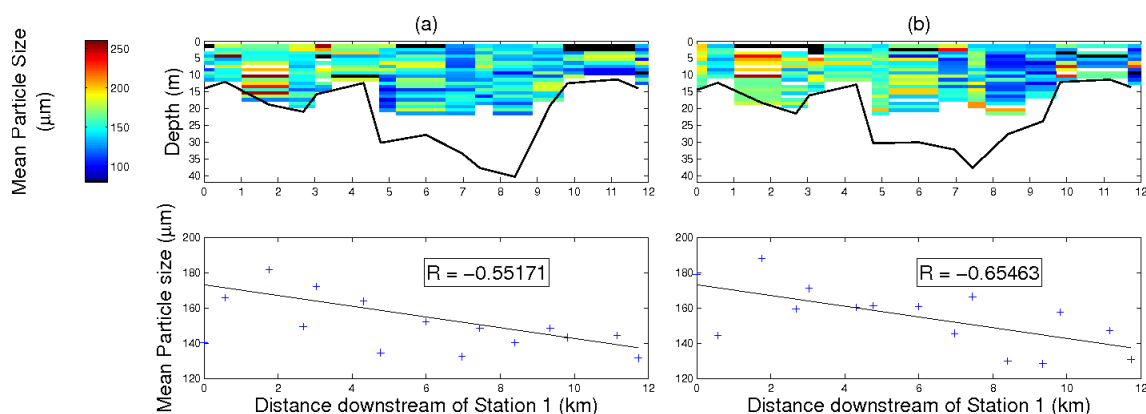 (a)
(b)
Mean Particle Size
(µm)
250
200
150
100
Depth (m)
0
5
10
15
20
25
30
35
40
0 1 2 3 4 5 6 7 8 9 10 11 12
0
5
10
15
20
25
30
35
40
0 1 2 3 4 5 6 7 8 9 10 11 12
Mean Particle size (µm)
200
180
160
140
120
R = −0.55171
0 2 4 6 8 10 12
Distance downstream of Station 1 (km)
200
180
160
140
120
R = −0.65463
0 2 4 6 8 10 12
Distance downstream of Station 1 (km)